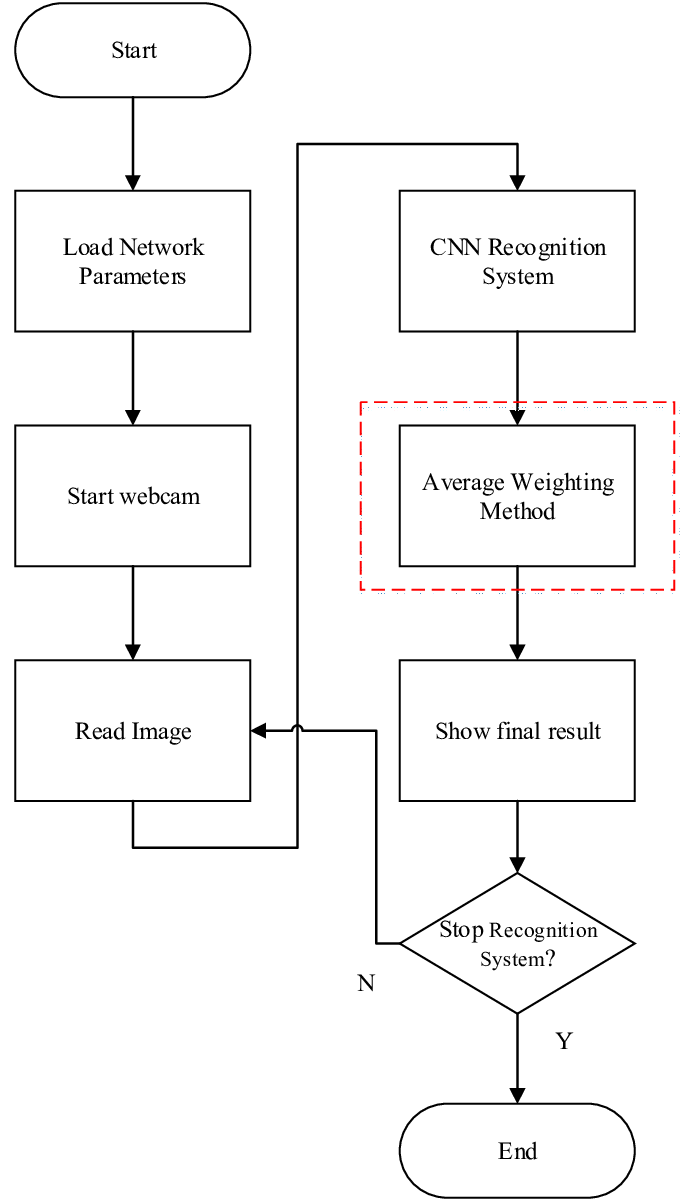 Start
Load Network
Parameters
Start webcam
Read Image
CNN Recognition
System
Average Weighting
Method
Show final result
Stop Recognition
System?
N
Y
End